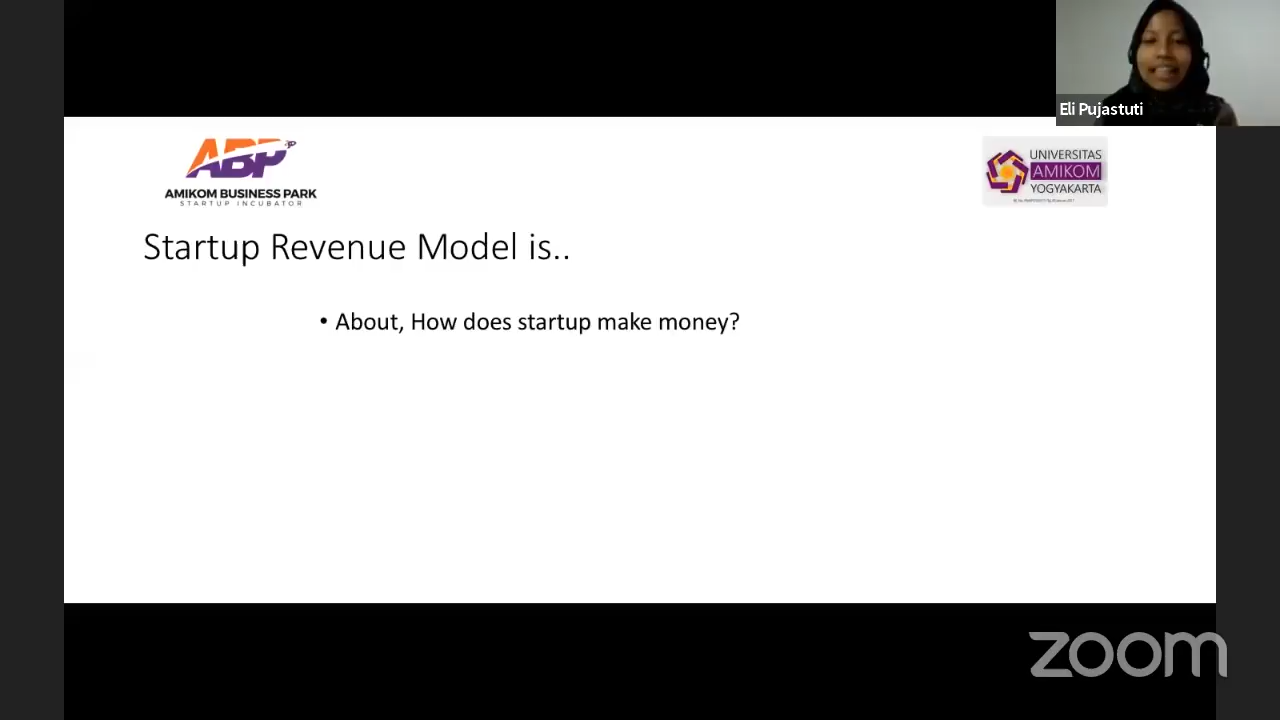 Eli Pujastuti
ABP
AMIKOM BUSINESS PARK
STARTUP INCUBATOR
UNIVERSITAS
AMIKOM
YOGYAKARTA
Startup Revenue Model is..
• About, How does startup make money?
zoom